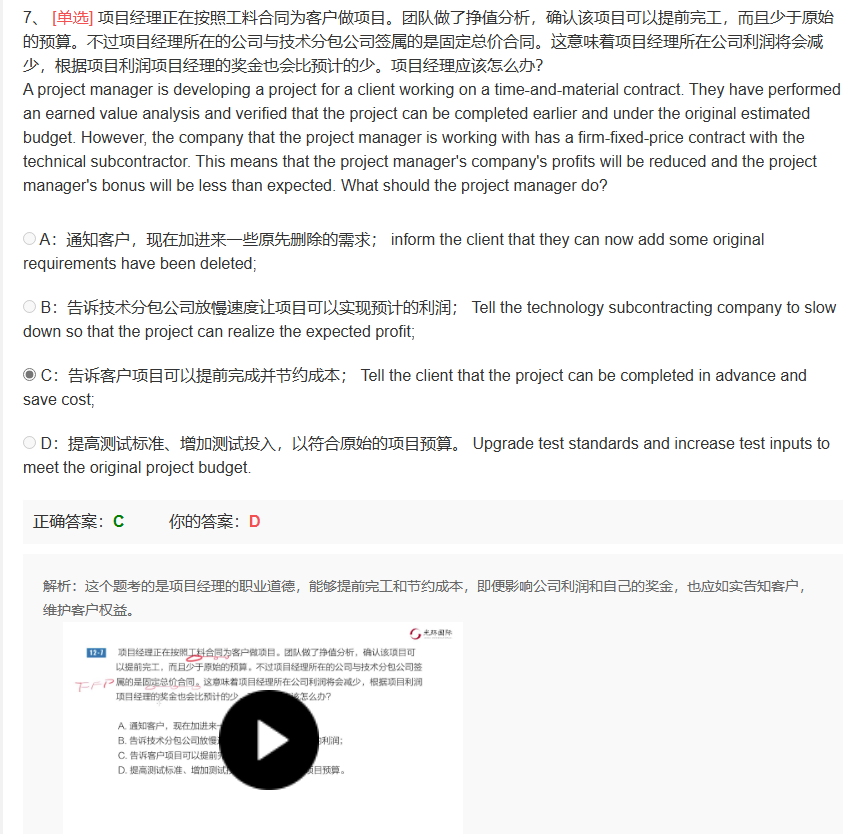 7、 [单选] 项目经理正在按照工料合同为客户做项目。团队做了挣值分析，确认该项目可以提前完工，而且少于原始
的预算。不过项目经理所在的公司与技术分包公司签属的是固定总价合同。这意味着项目经理所在公司利润将会减
少，根据项目利润项目经理的奖金也会比预计的少。项目经理应该怎么办?
A project manager is developing a project for a client working on a time-and-material contract. They have performed
an earned value analysis and verified that the project can be completed earlier and under the original estimated
budget. However, the company that the project manager is working with has a firm-fixed-price contract with the
technical subcontractor. This means that the project manager's company's profits will be reduced and the project
manager's bonus will be less than expected. What should the project manager do?
A：通知客户，现在加进来一些原先删除的需求； inform the client that they can now add some original
requirements have been deleted;
B：告诉技术分包公司放慢速度让项目可以实现预计的利润； Tell the technology subcontracting company to slow
down so that the project can realize the expected profit;
C：告诉客户项目可以提前完成并节约成本； Tell the client that the project can be completed in advance and
save cost;
D：提高测试标准、增加测试投入，以符合原始的项目预算。 Upgrade test standards and increase test inputs to
meet the original project budget.
正确答案：C 你的答案：D
解析：这个题考的是项目经理的职业道德，能够提前完工和节约成本，即便影响公司利润和自己的奖金，也应如实告知客户，
维护客户权益。
光环国际
12-7 项目经理正在按照工料合同为客户做项目。团队做了挣值分析，确认该项目可
以提前完工，而且少于原始的预算。不过项目经理所在的公司与技术分包公司签
FFP 属的是固定总价合同。这意味着项目经理所在公司利润将会减少，根据项目利润
项目经理的奖金也会比预计的少 该怎么办?
A. 通知客户，现在加进来
B. 告诉技术分包公司放慢 利润;
C. 告诉客户项目可以提前
D. 提高测试标准、增加测试 项目预算。